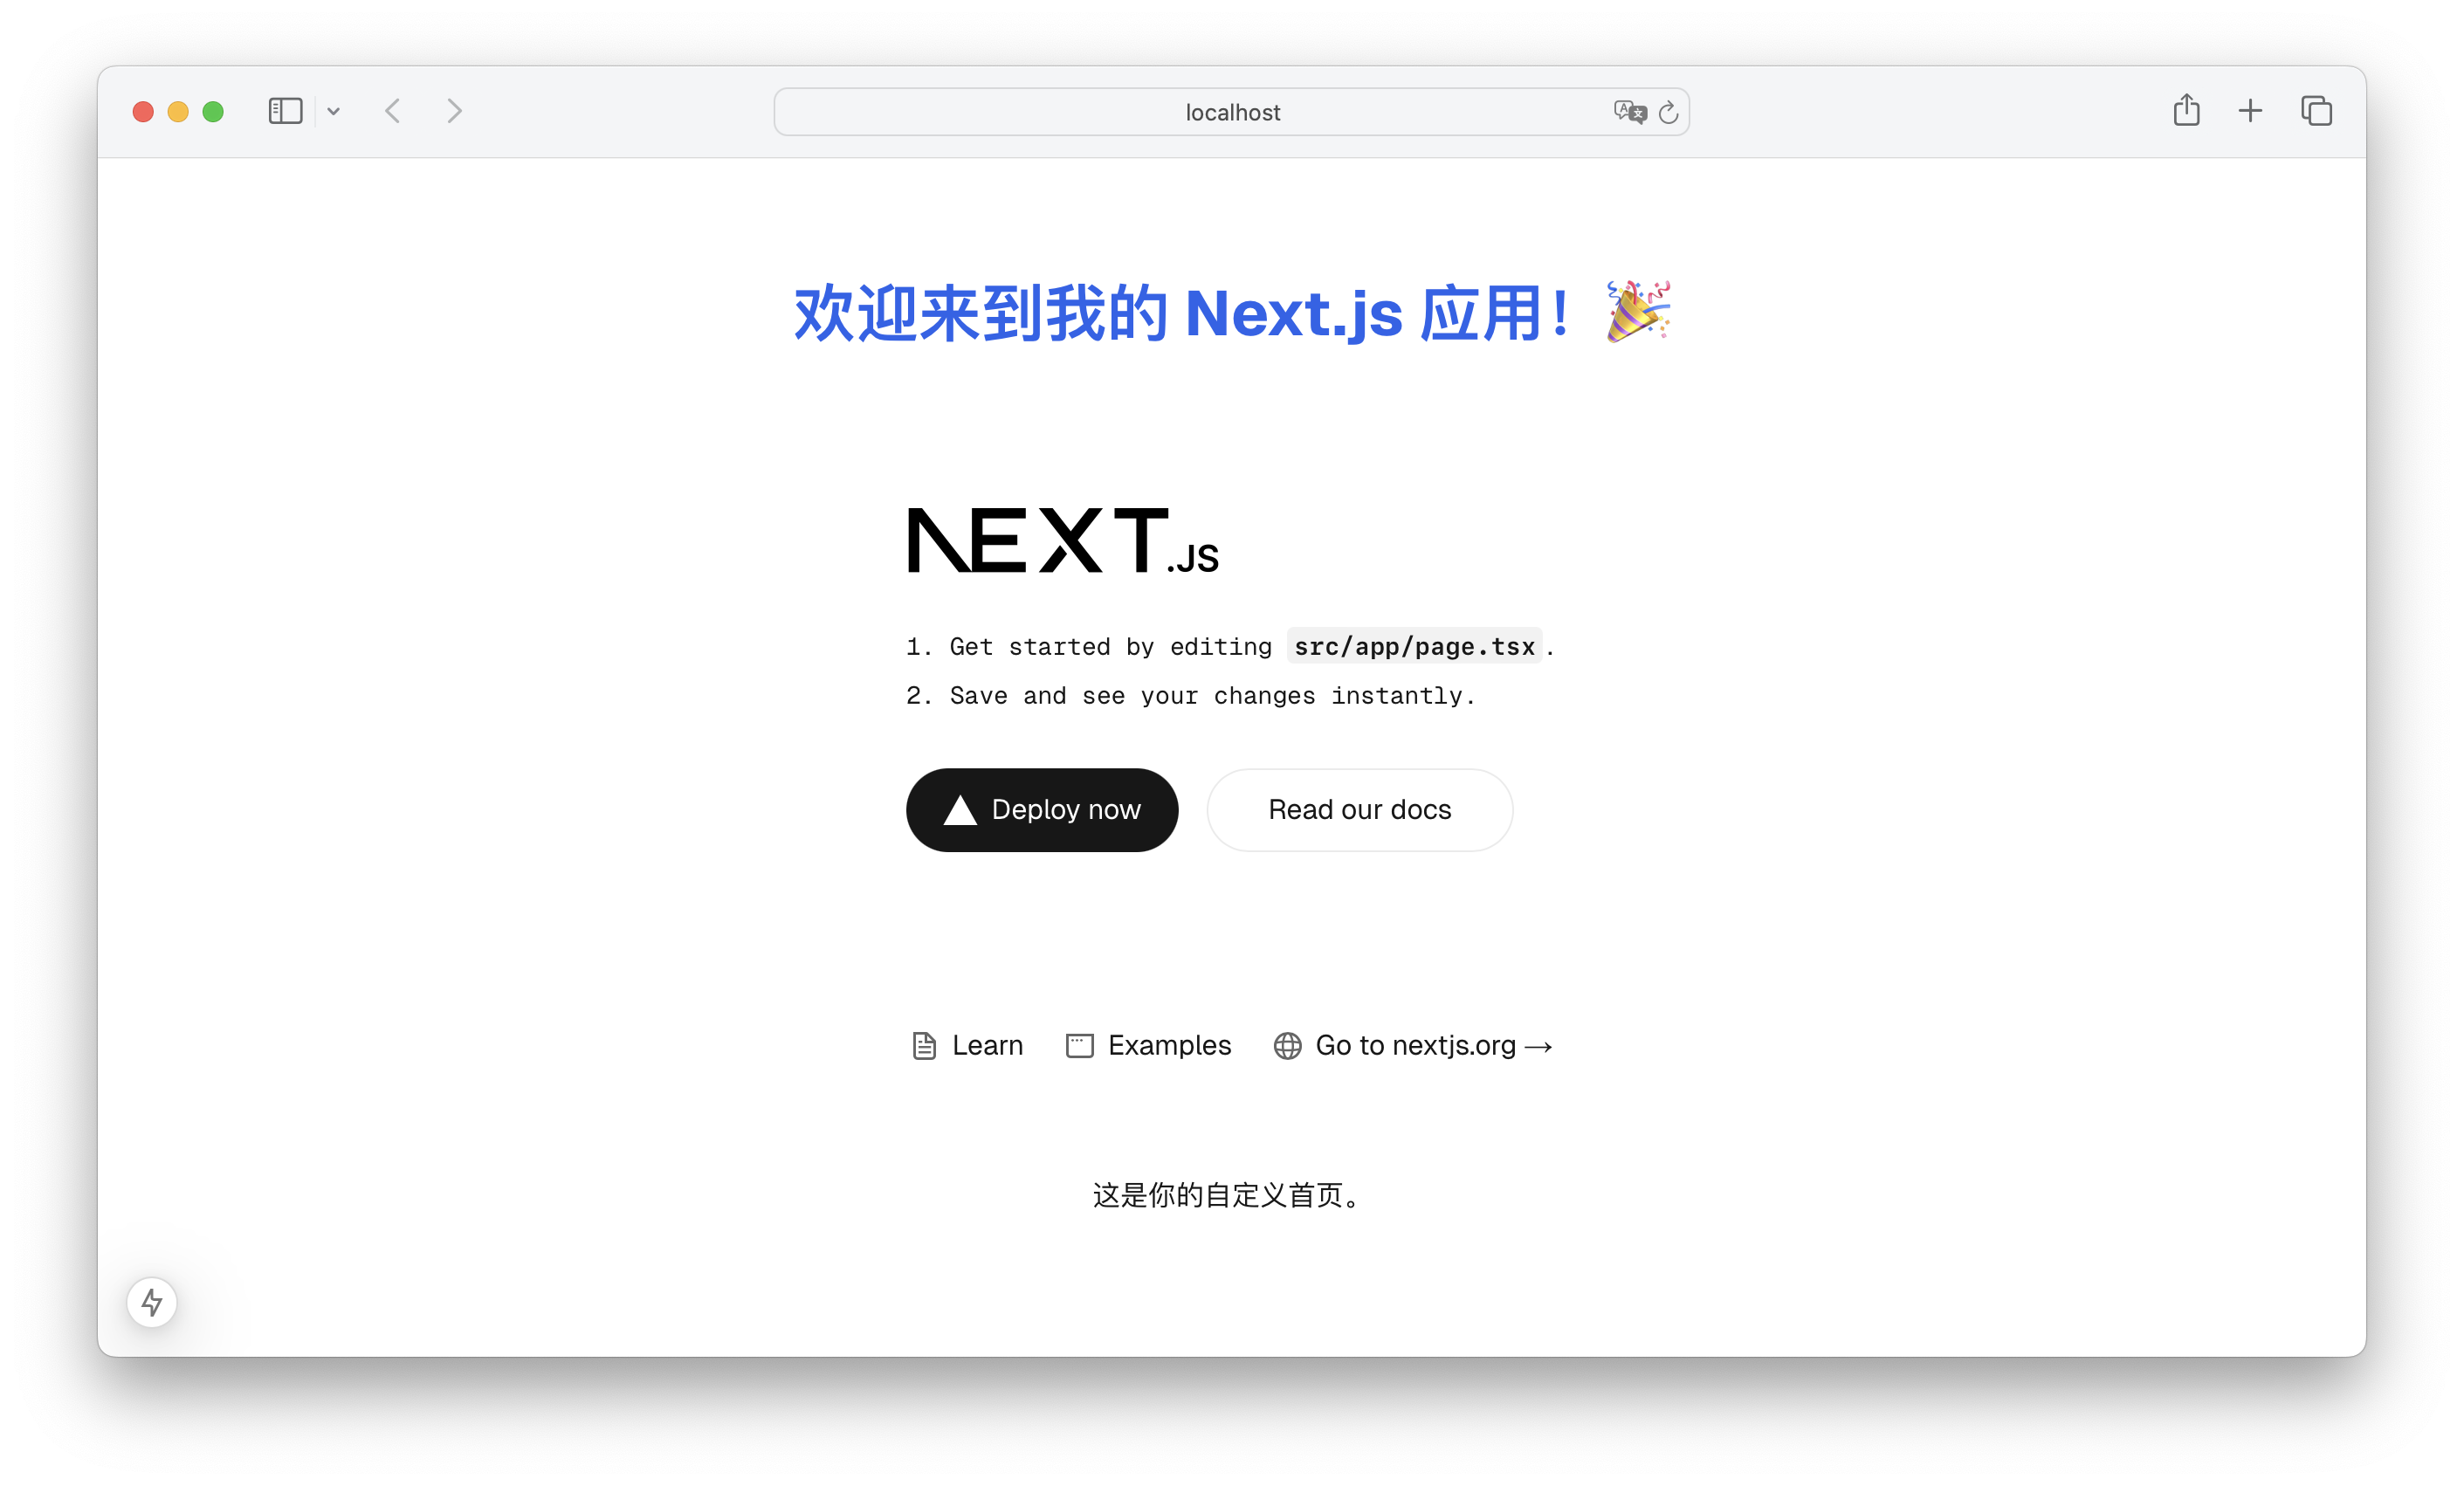 localhost
欢迎来到我的 Next.js 应用！🎉
NEXT.JS
1. Get started by editing src/app/page.tsx.
2. Save and see your changes instantly.
Deploy now
Read our docs
Learn
Examples
Go to nextjs.org →
这是你的自定义首页。